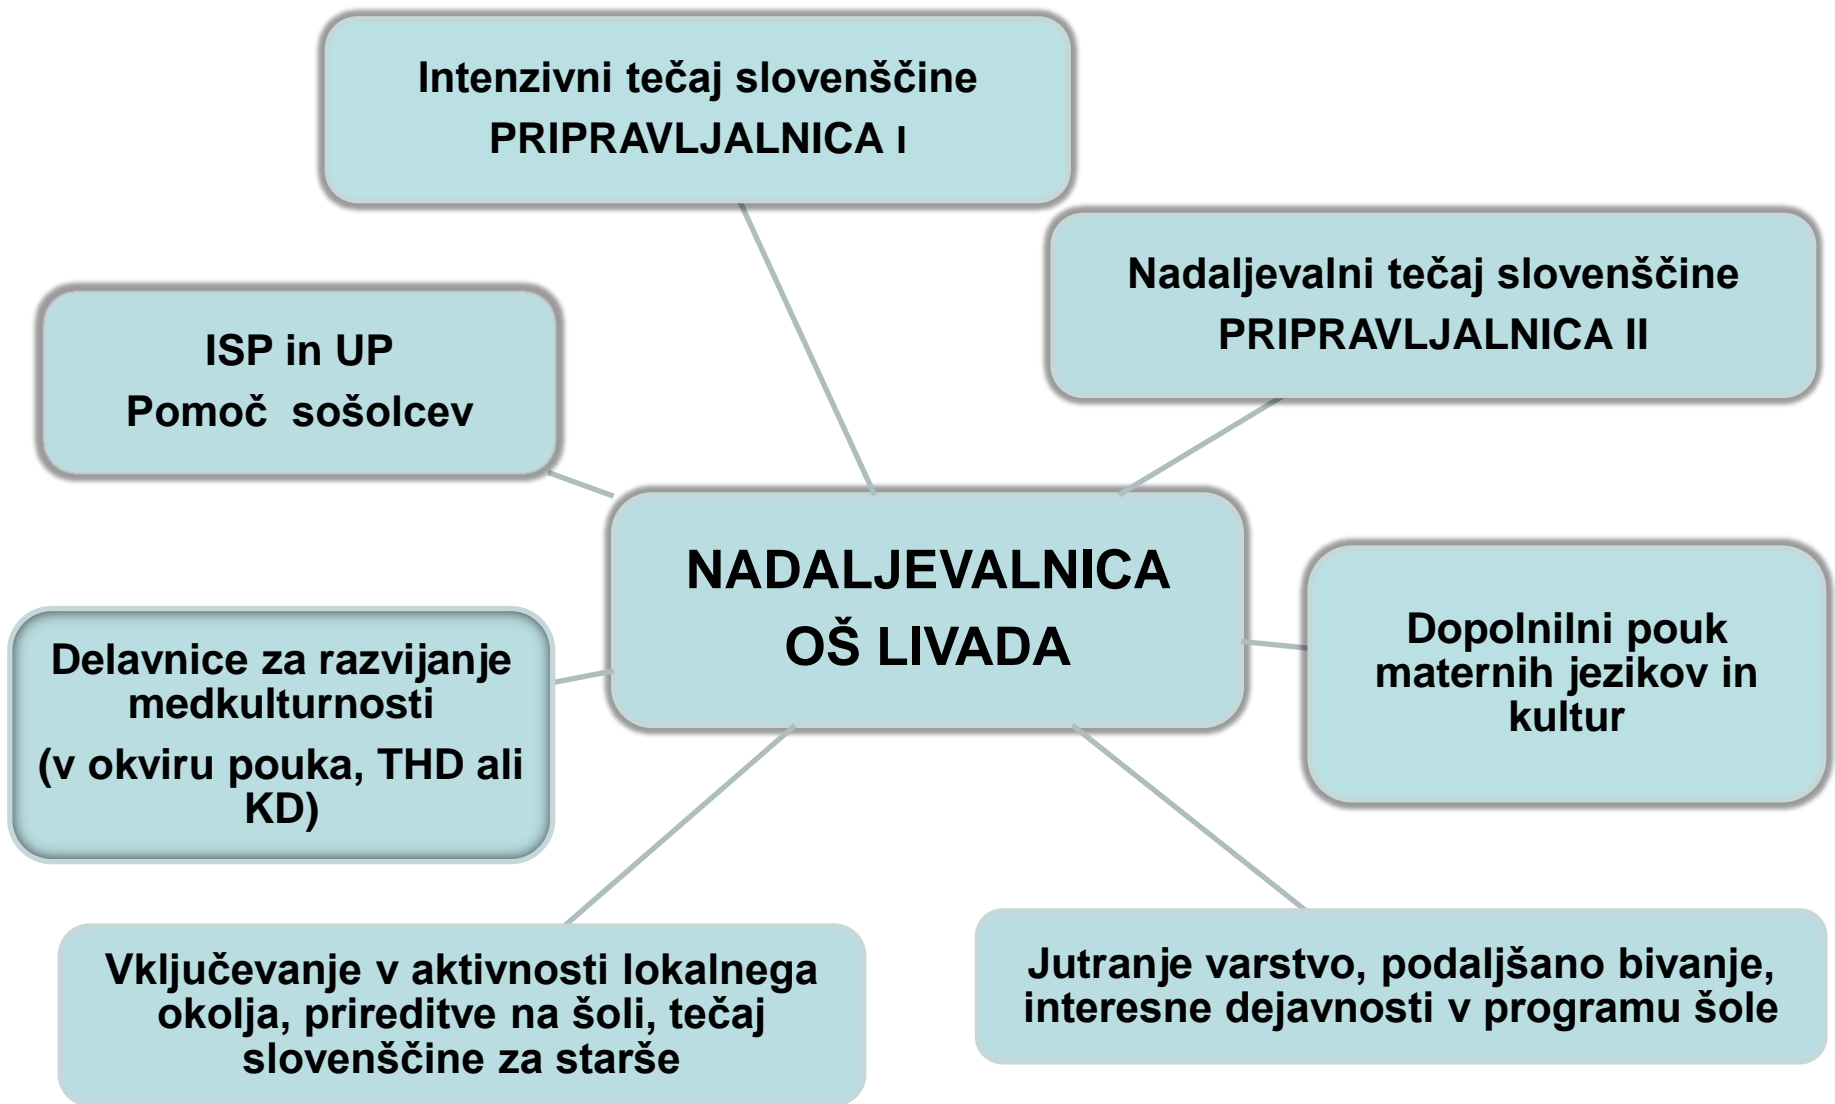 Intenzivni tečaj slovenščine
PRIPRAVLJALNICA I
Nadaljevalni tečaj slovenščine
PRIPRAVLJALNICA II
ISP in UP
Pomoč sošolcev
NADALJEVALNICA
OŠ LIVADA
Dopolnilni pouk
maternih jezikov in
kultur
Delavnice za razvijanje
medkulturnosti
(v okviru pouka, THD ali
KD)
Vključevanje v aktivnosti lokalnega
okolja, prireditve na šoli, tečaj
slovenščine za starše
Jutranje varstvo, podaljšano bivanje,
interesne dejavnosti v programu šole